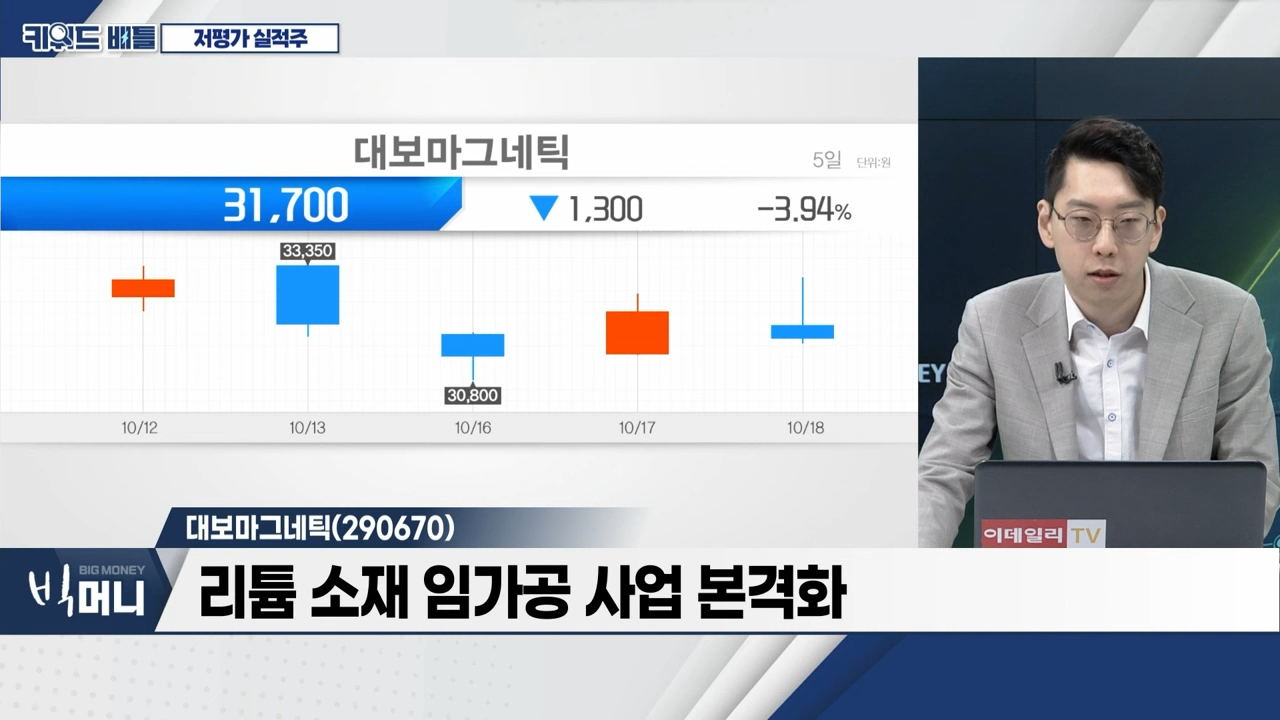 키워드 배틀
저평가 실적주
대보마그네틱
5일 단위:원
31,700 ▼ 1,300 -3.94%
33,350
30,800
10/12 10/13 10/16 10/17 10/18
EY
이데일리 TV
대보마그네틱(290670)
BIG MONEY
빅머니
리튬 소재 임가공 사업 본격화